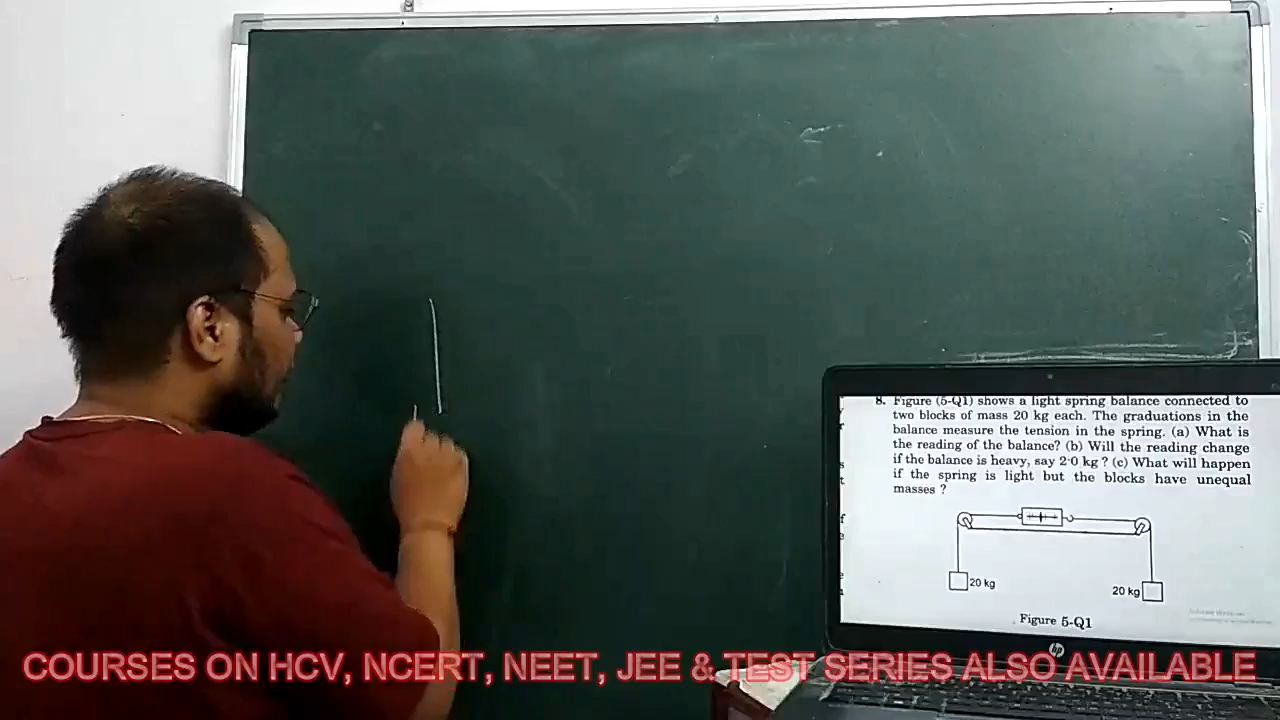 8. Figure (5-Q1) shows a light spring balance connected to
two blocks of mass 20 kg each. The graduations in the
balance measure the tension in the spring. (a) What is
the reading of the balance? (b) Will the reading change
if the balance is heavy, say 2·0 kg ? (c) What will happen
if the spring is light but the blocks have unequal
masses ?
20 kg
20 kg
Figure 5-Q1
hp
COURSES ON HCV, NCERT, NEET, JEE & TEST SERIES ALSO AVAILABLE